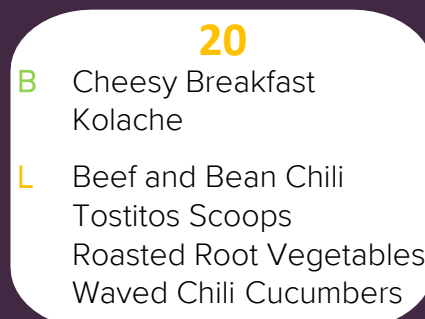 20
B Cheesy Breakfast
Kolache
L Beef and Bean Chili
Tostitos Scoops
Roasted Root Vegetables
Waved Chili Cucumbers